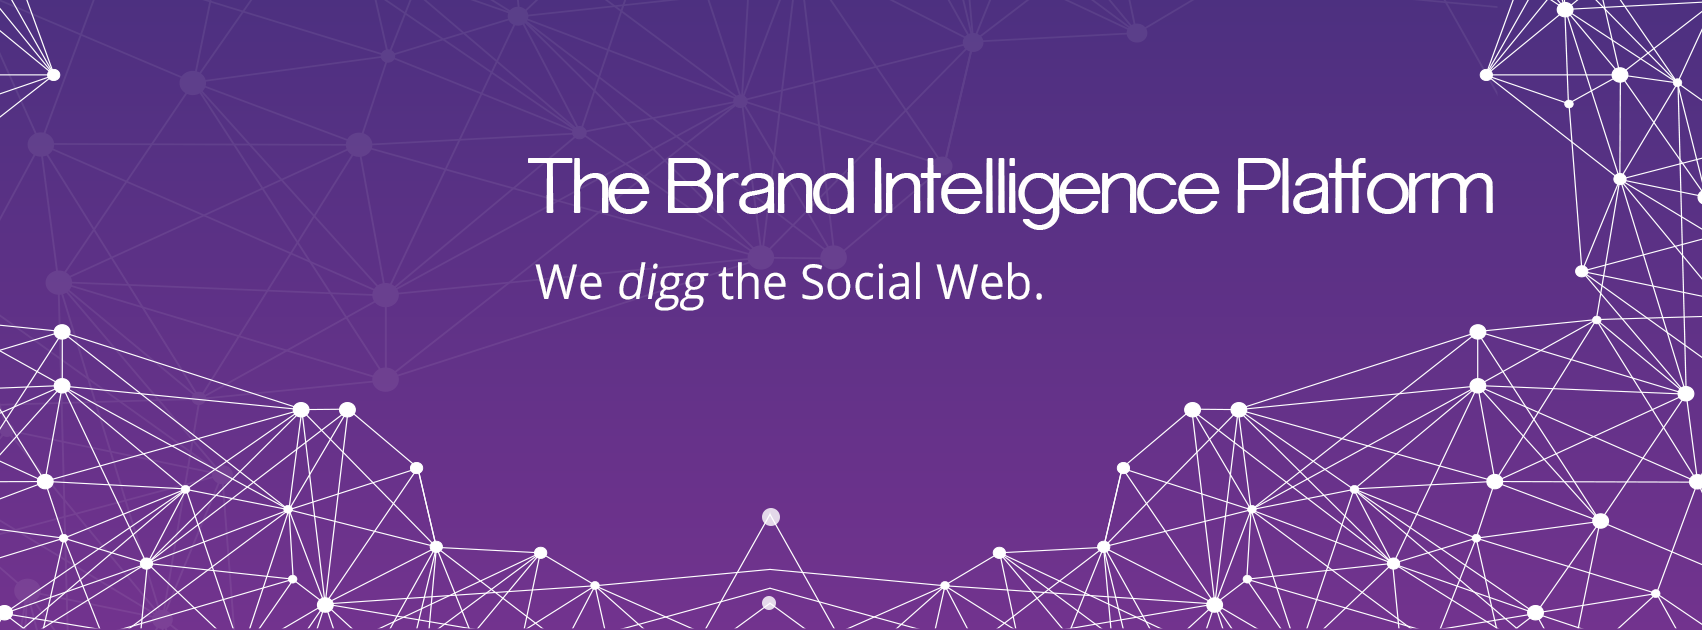 The Brand Intelligence Platform
We digg the Social Web.